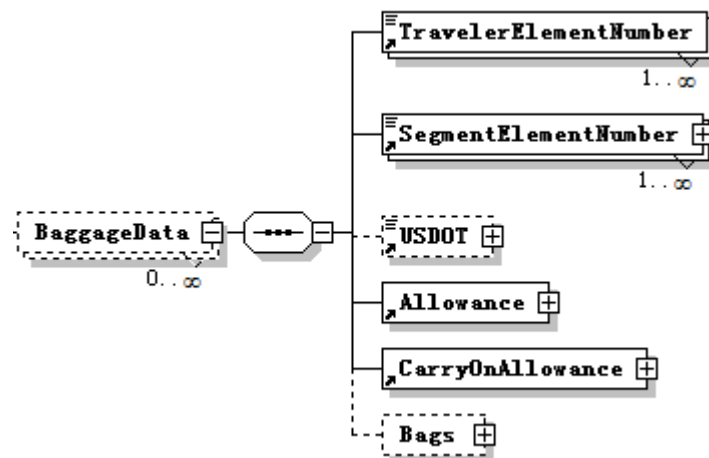 TravelerElementNumber
1..∞
SegmentElementNumber
1..∞
BaggageData
0..∞
USDOT
Allowance
CarryOnAllowance
Bags